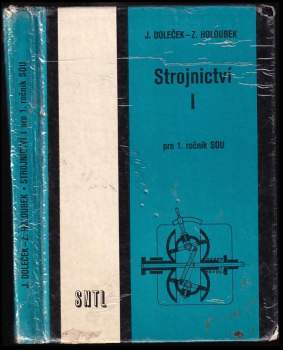 J. DOLEČEK - Z. HOLOUBEK
Strojnictví
I
pro 1. ročník SOU
SNTL
J. DOLEČEK - Z. HOLOUBEK • STROJNICTVÍ I pro 1. ročník SOU